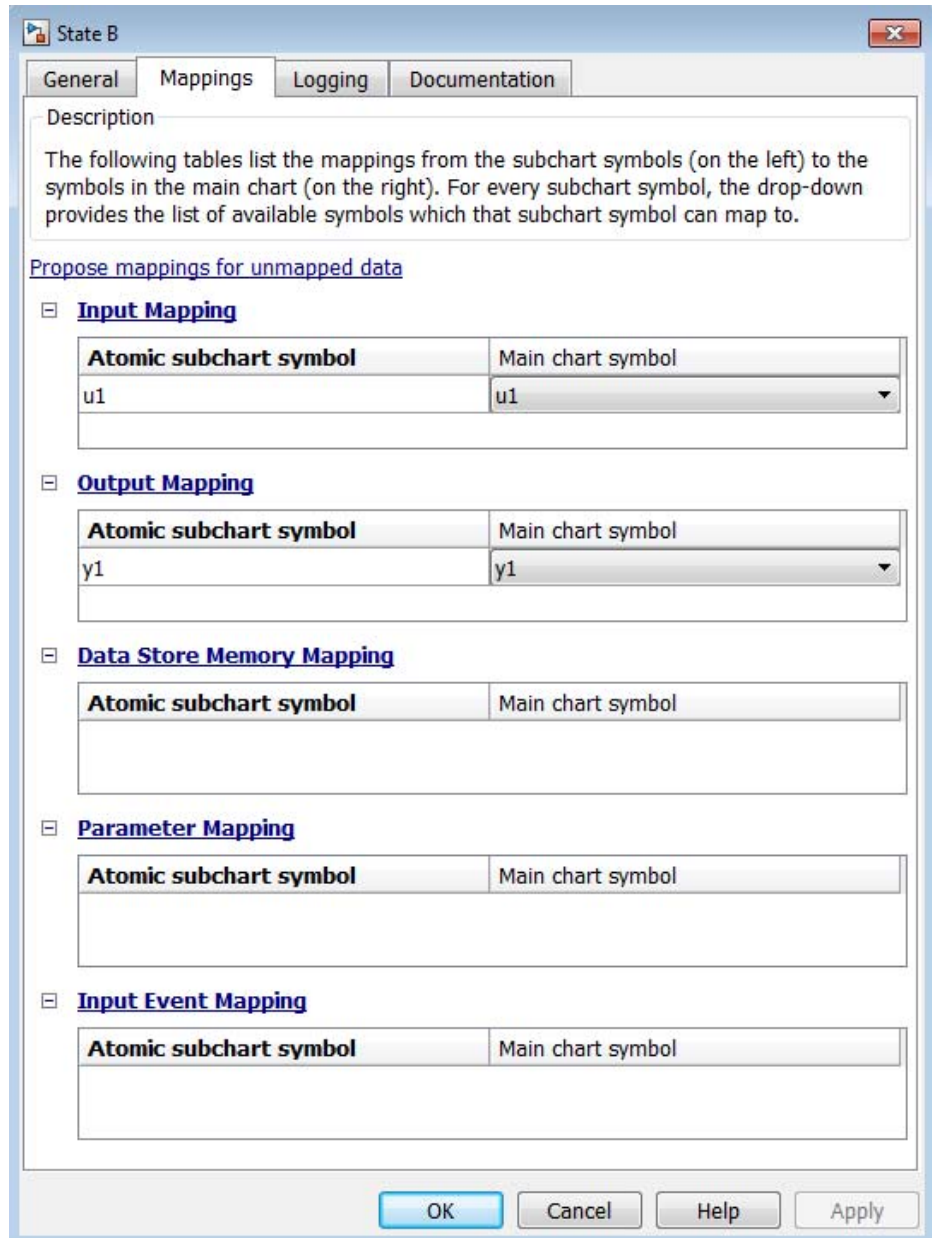 State B
General Mappings Logging Documentation
Description
The following tables list the mappings from the subchart symbols (on the left) to the
symbols in the main chart (on the right). For every subchart symbol, the drop-down
provides the list of available symbols which that subchart symbol can map to.
Propose mappings for unmapped data
Input Mapping
Atomic subchart symbol Main chart symbol
u1 u1
Output Mapping
Atomic subchart symbol Main chart symbol
y1 y1
Data Store Memory Mapping
Atomic subchart symbol Main chart symbol
Parameter Mapping
Atomic subchart symbol Main chart symbol
Input Event Mapping
Atomic subchart symbol Main chart symbol
OK Cancel Help Apply